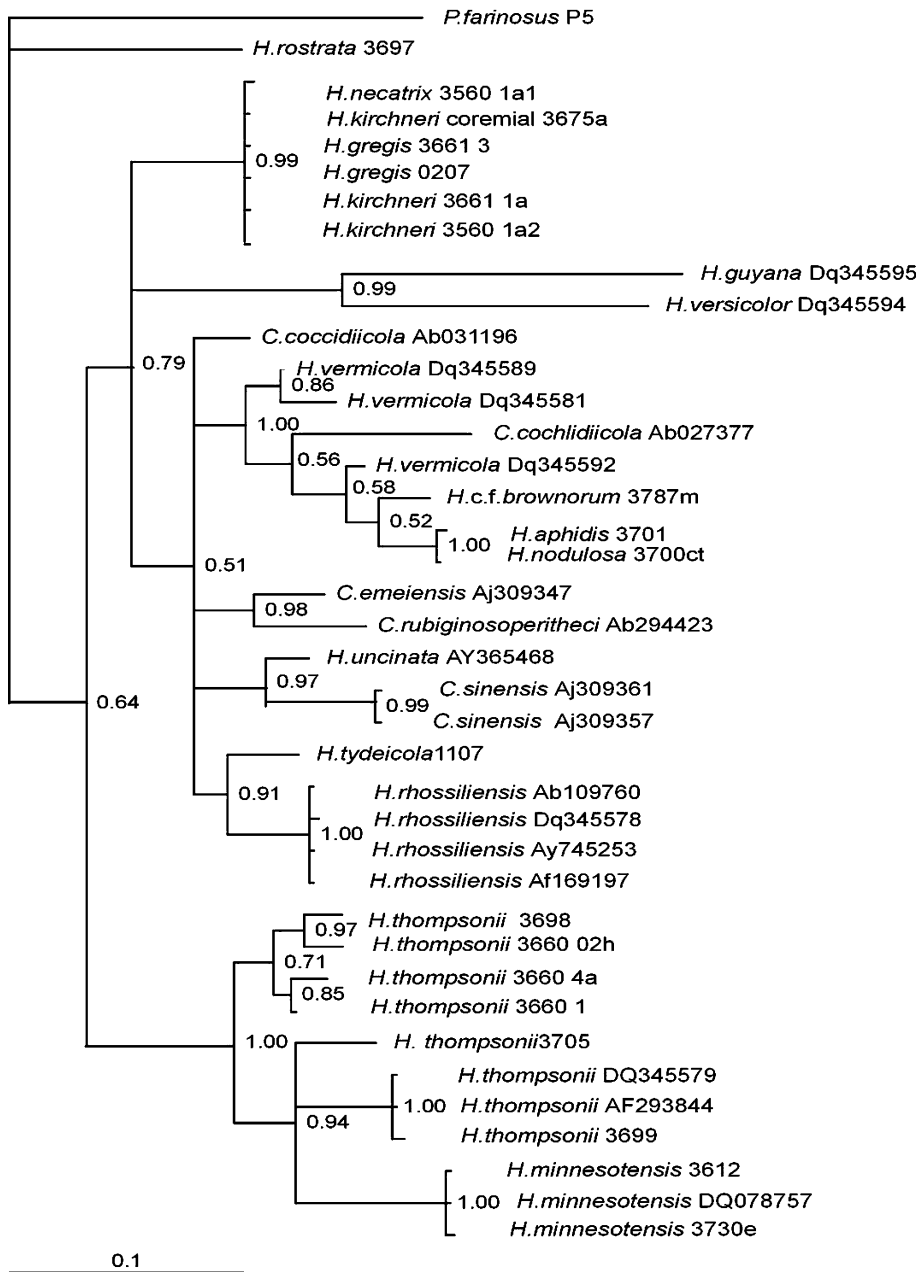 P.farinosus P5
H.rostrata 3697
H.necatrix 3560 1a1
H.kirchneri coremial 3675a
H.gregis 3661 3
0.99
H.gregis 0207
H.kirchneri 3661 1a
H.kirchneri 3560 1a2
H.guyana Dq345595
0.99
H.versicolor Dq345594
C.coccidiicola Ab031196
0.79
H.vermicola Dq345589
0.86
H.vermicola Dq345581
1.00
C.cochlidiicola Ab027377
0.56
H.vermicola Dq345592
0.58
H.c.f.brownorum 3787m
0.52
H.aphidis 3701
1.00
H.nodulosa 3700ct
0.51
C.emeiensis Aj309347
0.98
C.rubiginosoperitheci Ab294423
H.uncinata AY365468
0.97
C.sinensis Aj309361
0.99
C.sinensis Aj309357
0.64
H.tydeicola1107
0.91
H.rhossiliensis Ab109760
H.rhossiliensis Dq345578
1.00
H.rhossiliensis Ay745253
H.rhossiliensis Af169197
H.thompsonii 3698
0.97
H.thompsonii 3660 02h
0.71
H.thompsonii 3660 4a
0.85
H.thompsonii 3660 1
1.00
H. thompsonii3705
H.thompsonii DQ345579
1.00
H.thompsonii AF293844
0.94
H.thompsonii 3699
H.minnesotensis 3612
1.00
H.minnesotensis DQ078757
H.minnesotensis 3730e
0.1